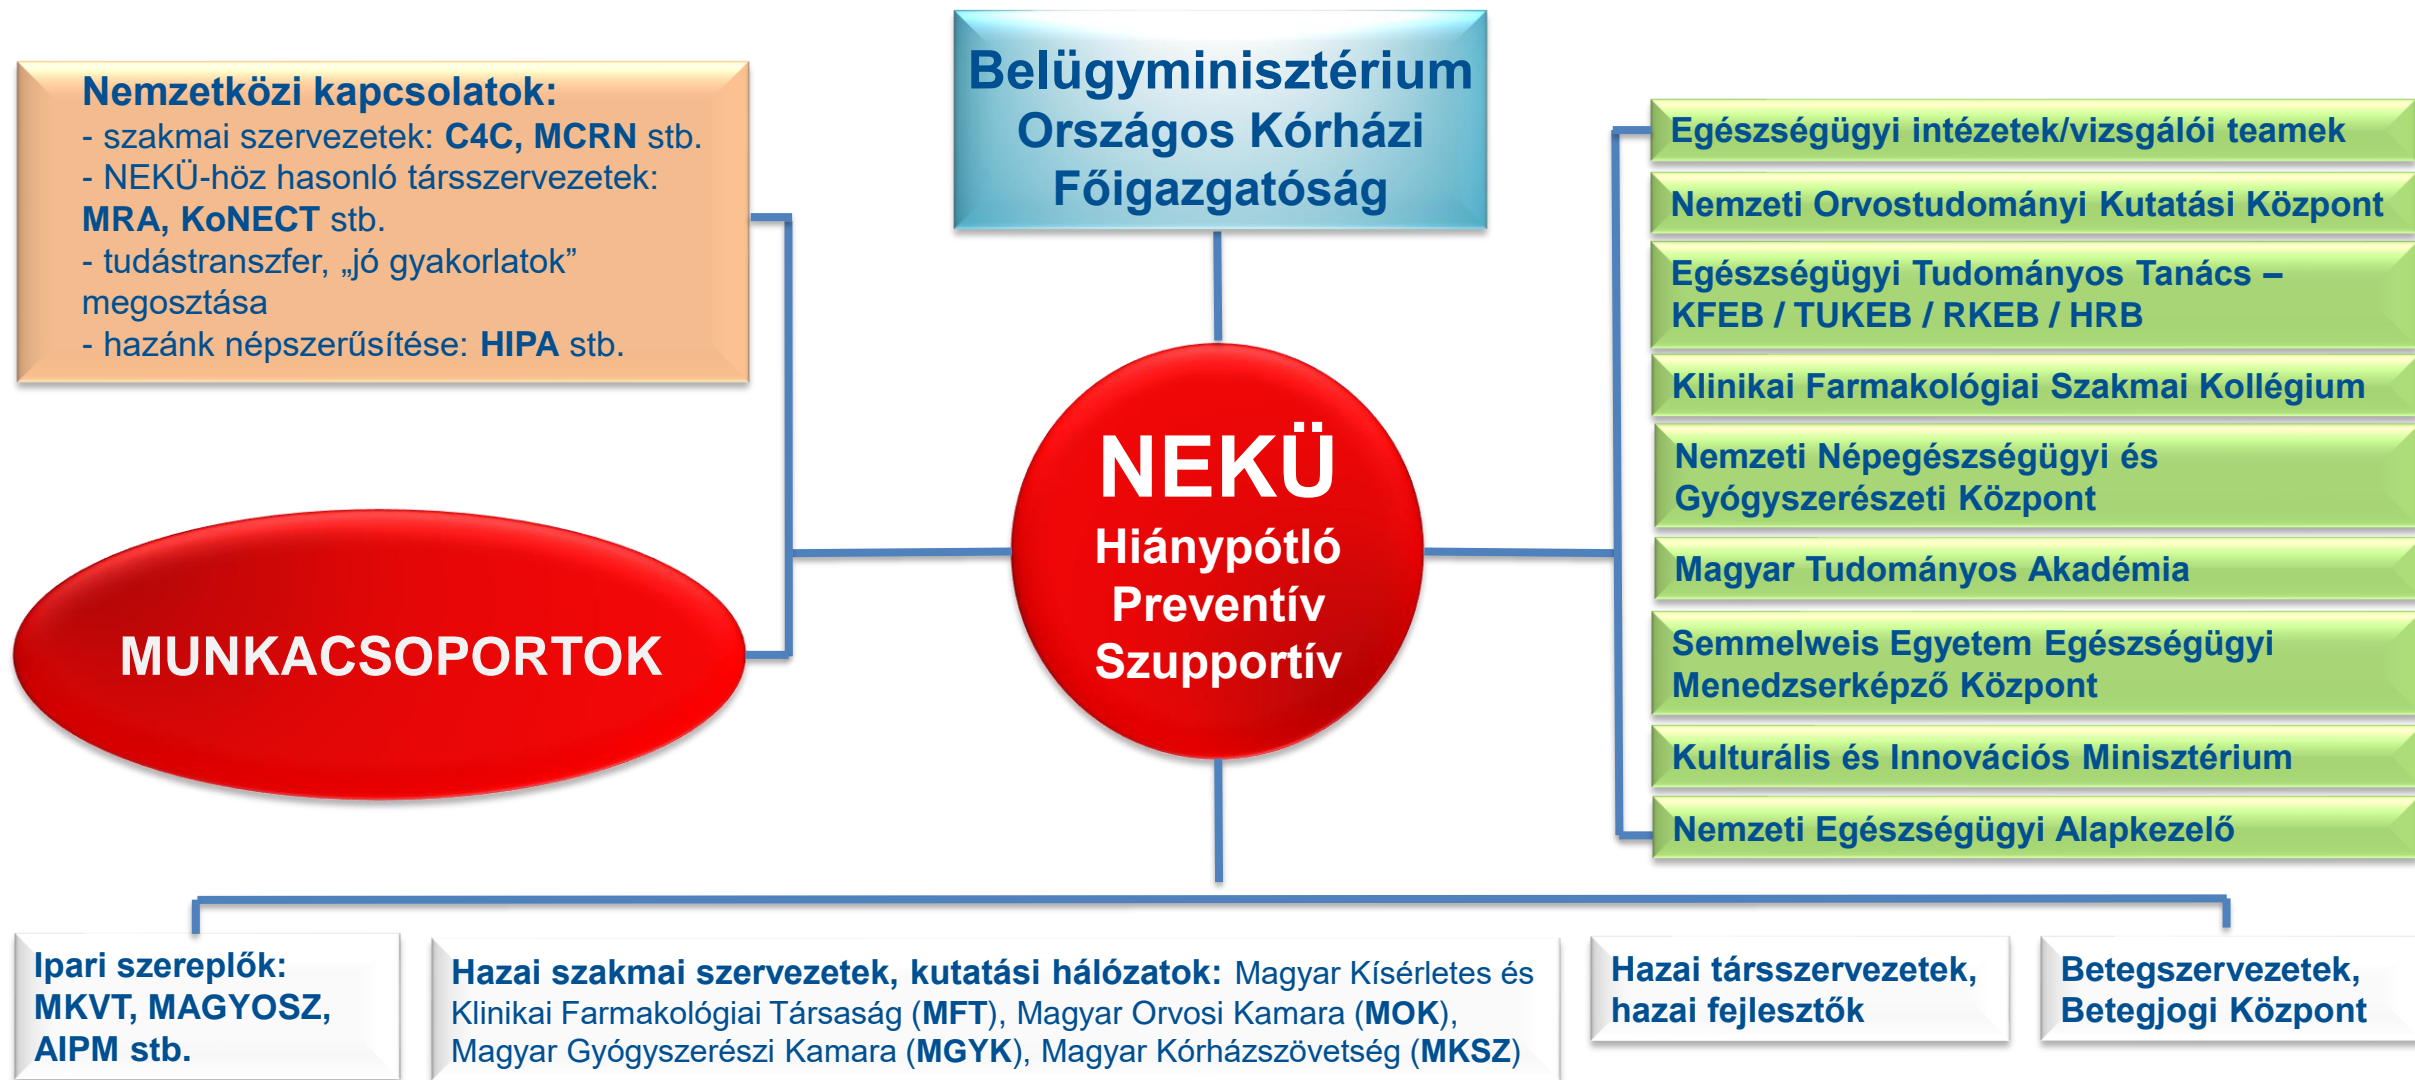 Belügyminisztérium
Országos Kórházi
Főigazgatóság
Nemzetközi kapcsolatok:
- szakmai szervezetek: C4C, MCRN stb.
- NEKÜ-höz hasonló társszervezetek:
MRA, KoNECT stb.
- tudástranszfer, „jó gyakorlatok”
megosztása
- hazánk népszerűsítése: HIPA stb.
MUNKACSOPORTOK
NEKÜ
Hiánypótló
Preventív
Szupportív
Egészségügyi intézetek/vizsgálói teamek
Nemzeti Orvostudományi Kutatási Központ
Egészségügyi Tudományos Tanács –
KFEB / TUKEB / RKEB / HRB
Klinikai Farmakológiai Szakmai Kollégium
Nemzeti Népegészségügyi és
Gyógyszerészeti Központ
Magyar Tudományos Akadémia
Semmelweis Egyetem Egészségügyi
Menedzserképző Központ
Kulturális és Innovációs Minisztérium
Nemzeti Egészségügyi Alapkezelő
Ipari szereplők:
MKVT, MAGYOSZ,
AIPM stb.
Hazai szakmai szervezetek, kutatási hálózatok: Magyar Kísérletes és
Klinikai Farmakológiai Társaság (MFT), Magyar Orvosi Kamara (MOK),
Magyar Gyógyszerészi Kamara (MGYK), Magyar Kórházszövetség (MKSZ)
Hazai társszervezetek,
hazai fejlesztők
Betegszervezetek,
Betegjogi Központ